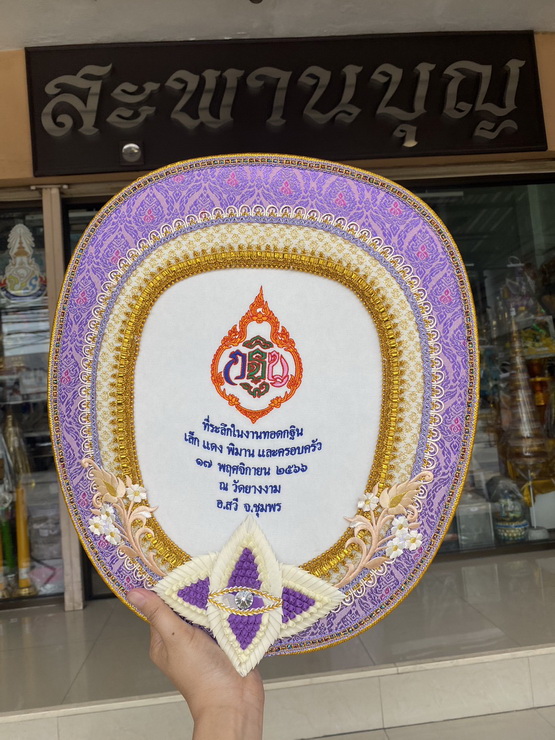 สะพานบุญ
กฐิน
ที่ระลึกในงานทอดกฐิน
เล็ก แดง พิมาน และครอบครัว
๑๗ พฤศจิกายน ๒๕๖๖
ณ วัดยางงาม
อ.สวี จ.ชุมพร